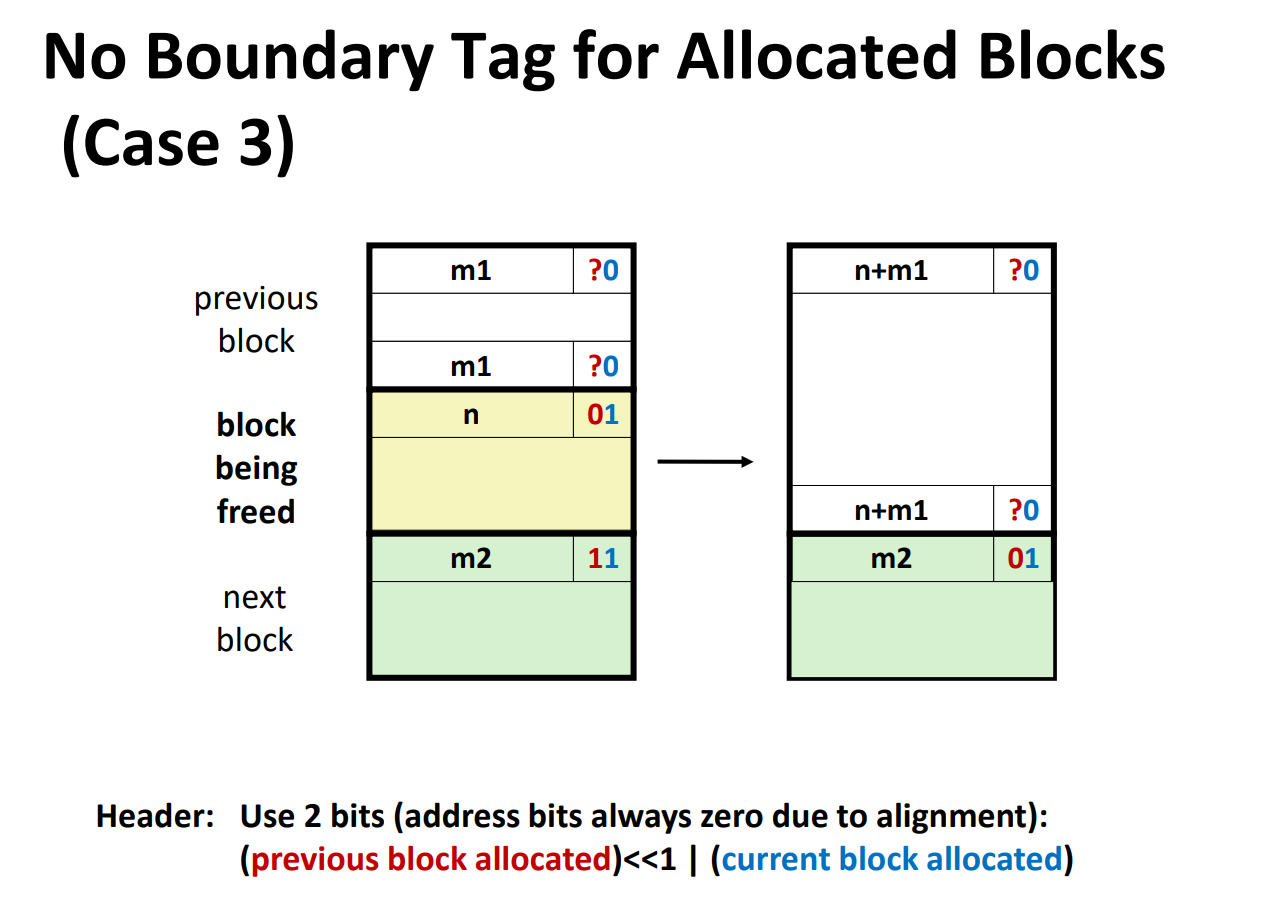 No Boundary Tag for Allocated Blocks
(Case 3)
previous
block
block
being
freed
next
block
m1 ?0
m1 ?0
n 01
m2 11
n+m1 ?0
n+m1 ?0
m2 01
Header: Use 2 bits (address bits always zero due to alignment):
(previous block allocated)<<1 | (current block allocated)